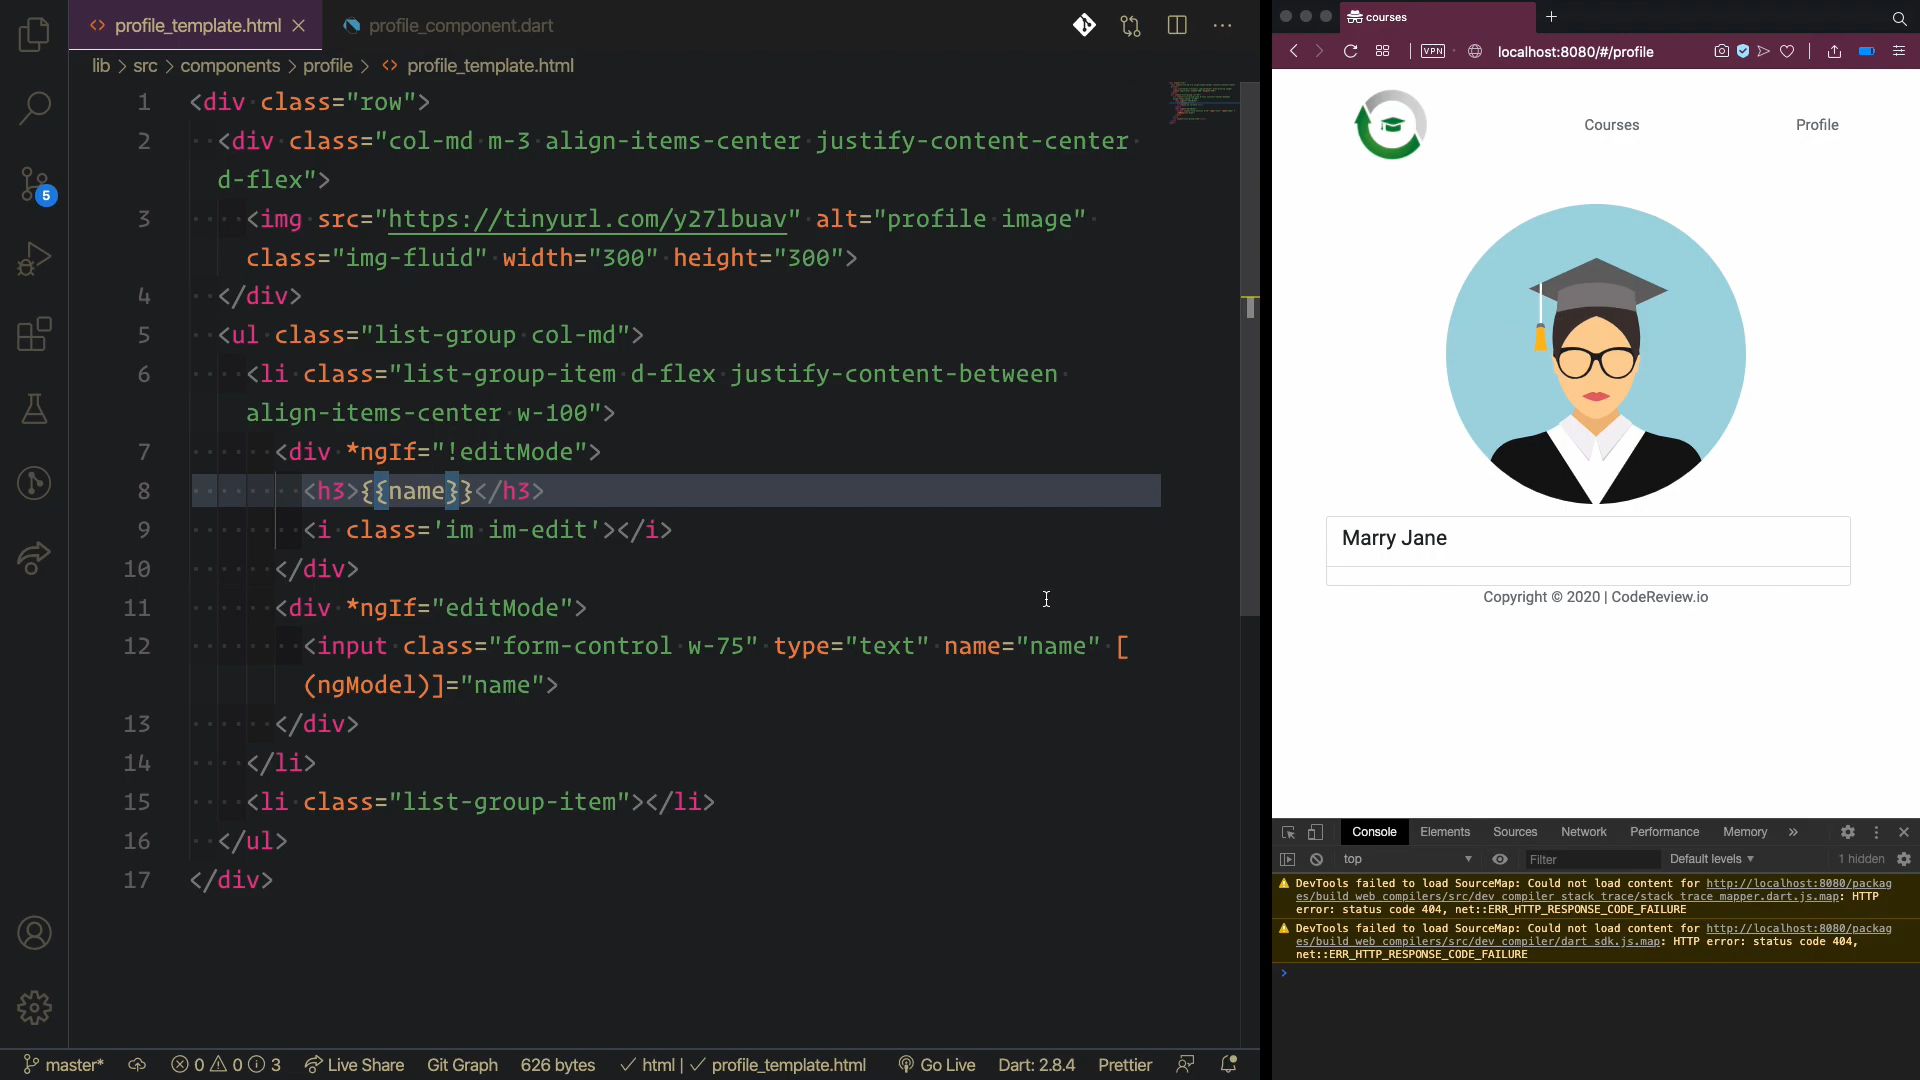 profile_template.html
profile_component.dart
lib > src > components > profile > <> profile_template.html
5
1 <div class="row">
2 <div class="col-md m-3 align-items-center justify-content-center
d-flex">
3 <img src="https://tinyurl.com/y27lbuav" alt="profile image"
class="img-fluid" width="300" height="300">
4 </div>
5 <ul class="list-group col-md">
6 <li class="list-group-item d-flex justify-content-between
align-items-center w-100">
7 <div *ngIf="!editMode">
8 <h3>{{name}}</h3>
9 <i class='im im-edit'></i>
10 </div>
11 <div *ngIf="editMode">
12 <input class="form-control w-75" type="text" name="name" [
(ngModel)]="name">
13 </div>
14 </li>
15 <li class="list-group-item"></li>
16 </ul>
17 </div>
master* 0 0 3 Live Share Git Graph 626 bytes html | profile_template.html Go Live Dart: 2.8.4 Prettier
courses
VPN localhost:8080/#/profile
Courses Profile
Marry Jane
Copyright © 2020 | CodeReview.io
Console Elements Sources Network Performance Memory »
top Filter Default levels 1 hidden
DevTools failed to load SourceMap: Could not load content for http://localhost:8080/packag
es/build_web_compilers/src/dev_compiler_stack_trace/stack_trace_mapper.dart.js.map: HTTP
error: status code 404, net::ERR_HTTP_RESPONSE_CODE_FAILURE
DevTools failed to load SourceMap: Could not load content for http://localhost:8080/packag
es/build_web_compilers/src/dev_compiler/dart_sdk.js.map: HTTP error: status code 404,
net::ERR_HTTP_RESPONSE_CODE_FAILURE